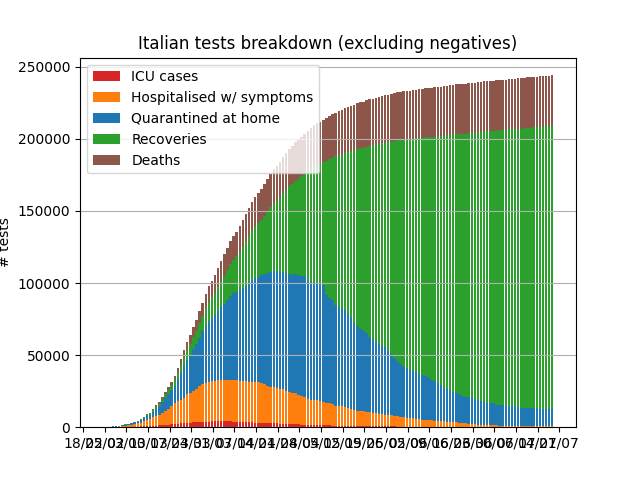 Italian tests breakdown (excluding negatives)
250000
200000
150000
100000
50000
0
# tests
ICU cases
Hospitalised w/ symptoms
Quarantined at home
Recoveries
Deaths